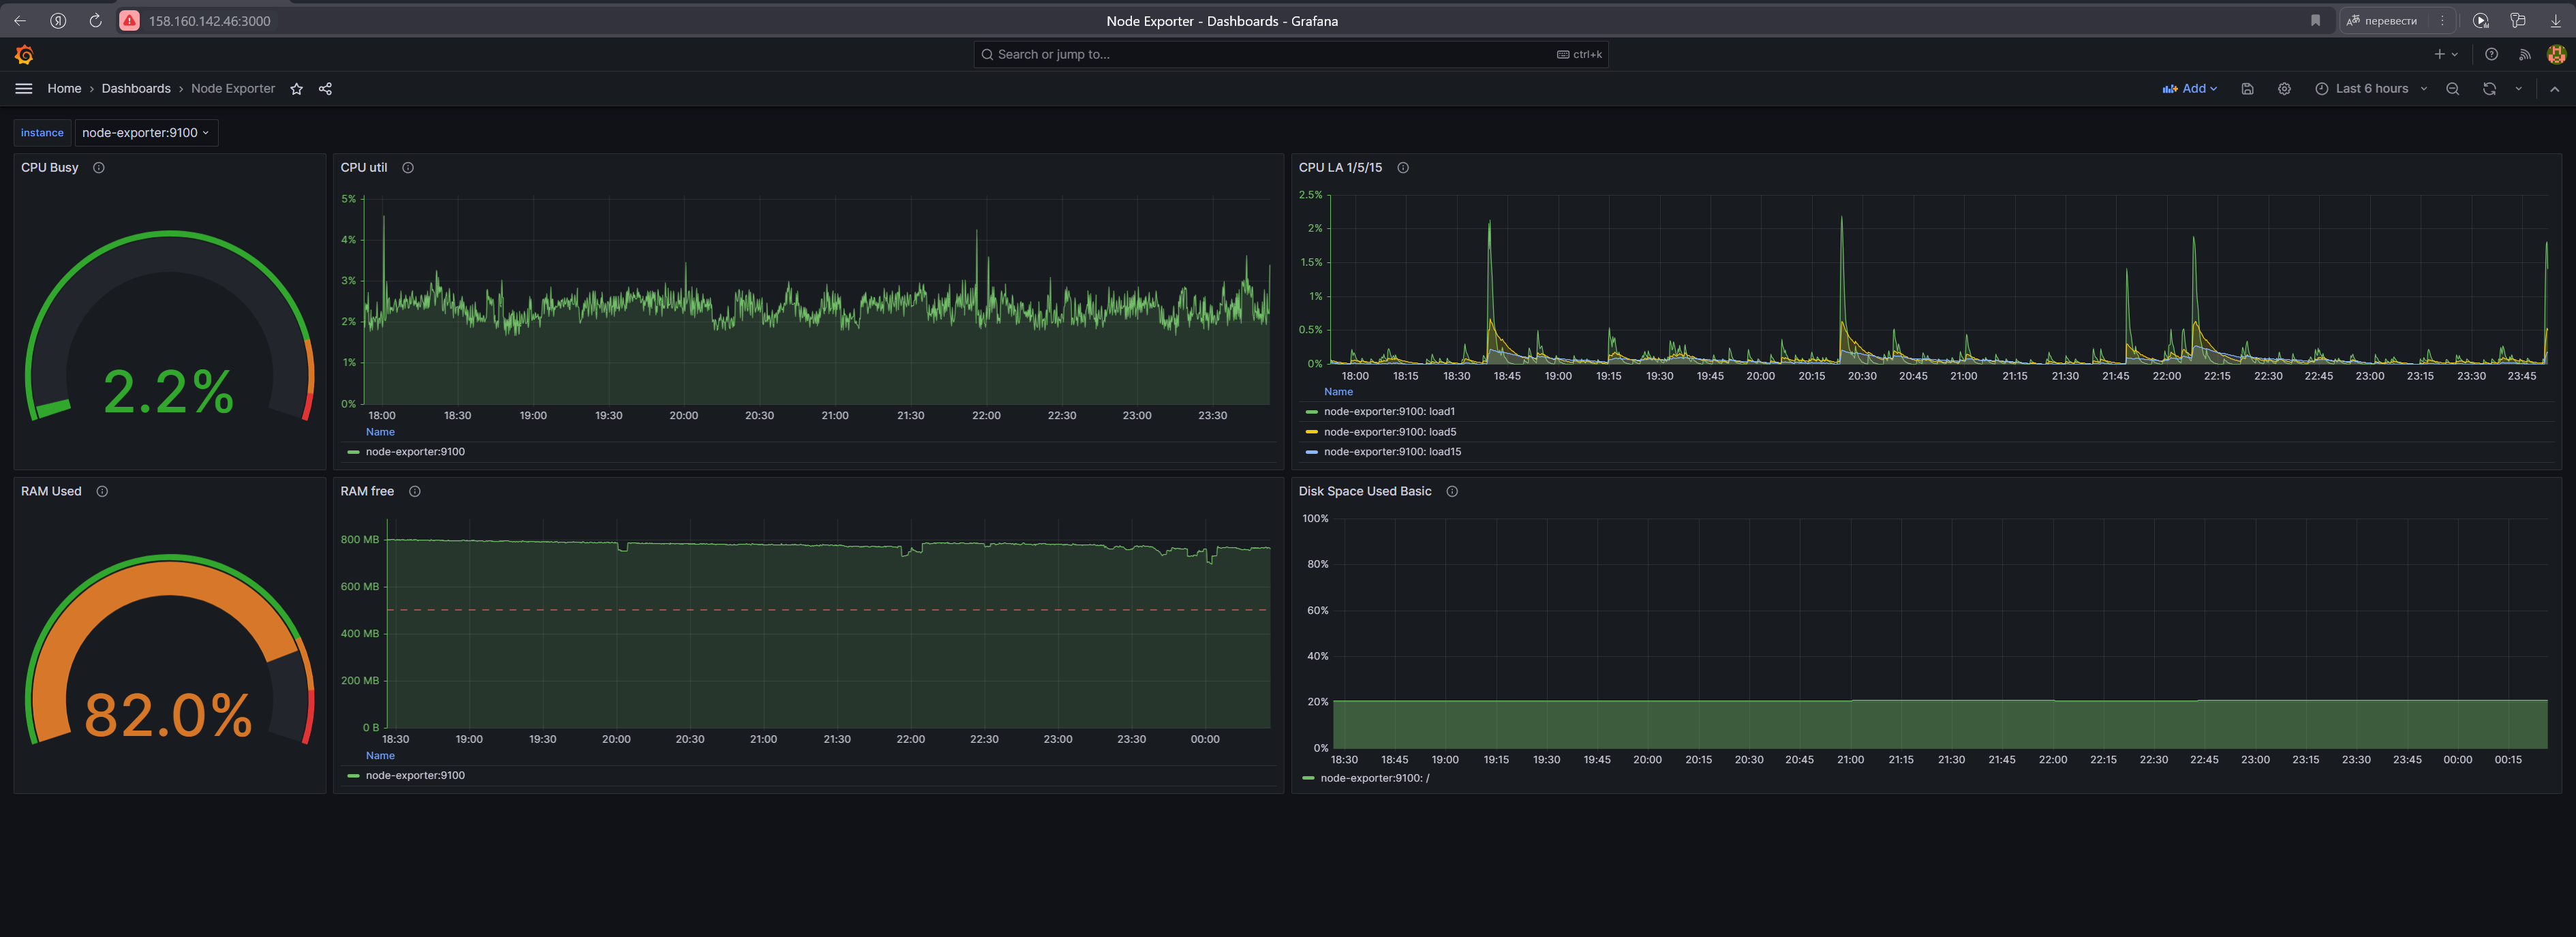 158.160.142.46:3000
Node Exporter - Dashboards - Grafana
перевести
Search or jump to...
ctrl+k
Home › Dashboards › Node Exporter
Add
Last 6 hours
instance
node-exporter:9100
CPU Busy
2.2%
CPU util
5%
4%
3%
2%
1%
0%
18:00 18:30 19:00 19:30 20:00 20:30 21:00 21:30 22:00 22:30 23:00 23:30
Name
node-exporter:9100
CPU LA 1/5/15
2.5%
2%
1.5%
1%
0.5%
0%
18:00 18:15 18:30 18:45 19:00 19:15 19:30 19:45 20:00 20:15 20:30 20:45 21:00 21:15 21:30 21:45 22:00 22:15 22:30 22:45 23:00 23:15 23:30 23:45
Name
node-exporter:9100: load1
node-exporter:9100: load5
node-exporter:9100: load15
RAM Used
82.0%
RAM free
800 MB
600 MB
400 MB
200 MB
0 B
18:30 19:00 19:30 20:00 20:30 21:00 21:30 22:00 22:30 23:00 23:30 00:00
Name
node-exporter:9100
Disk Space Used Basic
100%
80%
60%
40%
20%
0%
18:30 18:45 19:00 19:15 19:30 19:45 20:00 20:15 20:30 20:45 21:00 21:15 21:30 21:45 22:00 22:15 22:30 22:45 23:00 23:15 23:30 23:45 00:00 00:15
node-exporter:9100: /